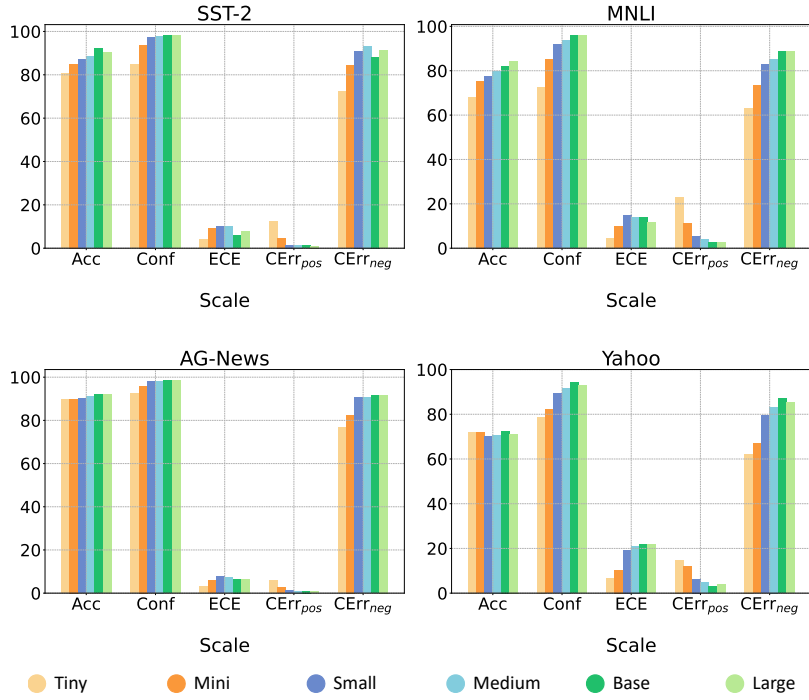 SST-2
100
80
60
40
20
0
Acc Conf ECE CErr_pos CErr_neg
Scale
MNLI
100
80
60
40
20
0
Acc Conf ECE CErr_pos CErr_neg
Scale
AG-News
100
80
60
40
20
0
Acc Conf ECE CErr_pos CErr_neg
Scale
Yahoo
100
80
60
40
20
0
Acc Conf ECE CErr_pos CErr_neg
Scale
Tiny Mini Small Medium Base Large